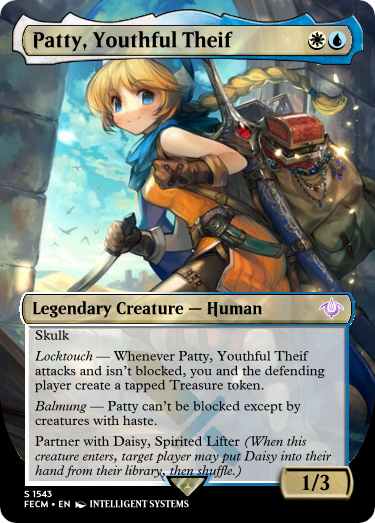 Patty, Youthful Theif
Legendary Creature — Human
Skulk
Locktouch — Whenever Patty, Youthful Theif
attacks and isn't blocked, you and the defending
player create a tapped Treasure token.
Balmung — Patty can't be blocked except by
creatures with haste.
Partner with Daisy, Spirited Lifter (When this
creature enters, target player may put Daisy into their
hand from their library, then shuffle.)
1/3
S 1543
FECM • EN INTELLIGENT SYSTEMS